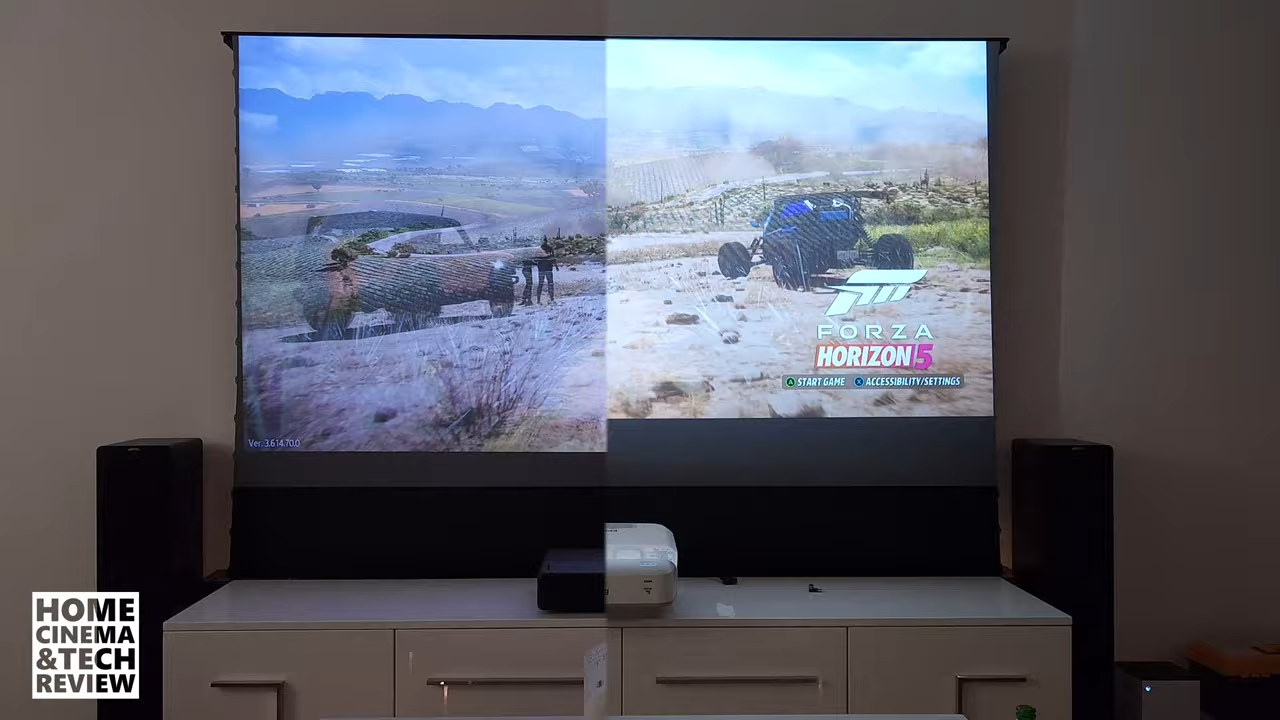 FORZA
HORIZON 5
A START GAME X ACCESSIBILITY/SETTINGS
Ver. 3.614.70.0
HOME
CINEMA
&TECH
REVIEW